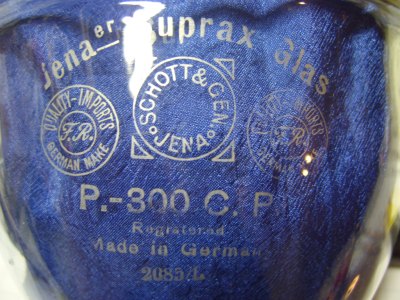 Jenaer Suprax Glas
QUALITY-IMPORTS
F.R.
GERMAN MAKE
SCHOTT & GEN
JENA
P.-300 C. P
Registered
Made in German
2085/L